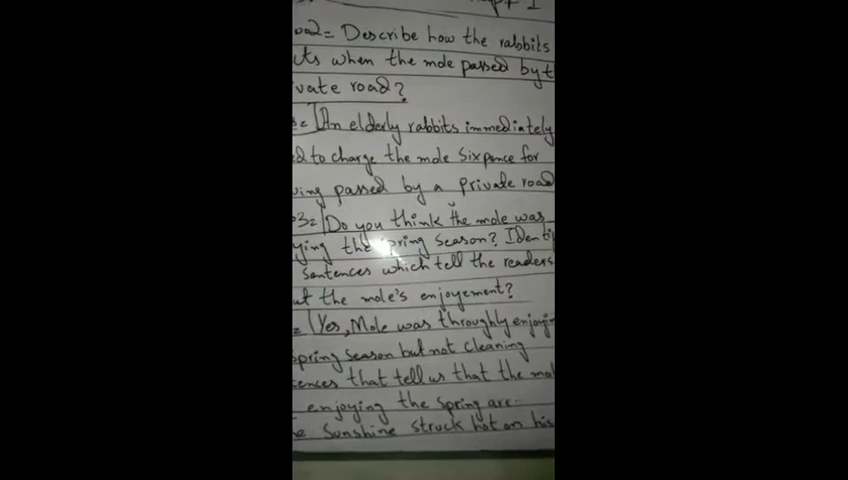 Describe how the rabbits
when the mole passed by
private road?
An elderly rabbits immediately
to charge the mole sixpence for
passed by a private road
Do you think the mole was
the spring season? Identi
sentences which tell the readers
the mole's enjoyement?
Yes, Mole was throughly enjoyin
spring season but not cleaning
that tell us that the mol
enjoying the spring are-
Sunshine struck hot on his